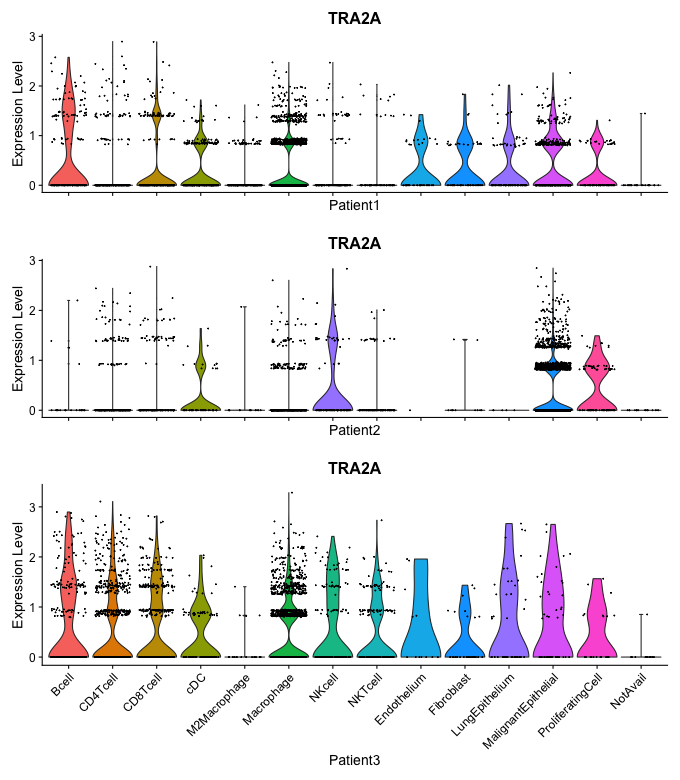 TRA2A
3
2
1
0
Expression Level
Patient1
TRA2A
3
2
1
0
Expression Level
Patient2
TRA2A
3
2
1
0
Expression Level
Bcell
CD4Tcell
CD8Tcell
cDC
M2Macrophage
Macrophage
NKcell
NKTcell
Endothelium
Fibroblast
LungEpithelium
MalignantEpithelial
ProliferatingCell
NotAvail
Patient3